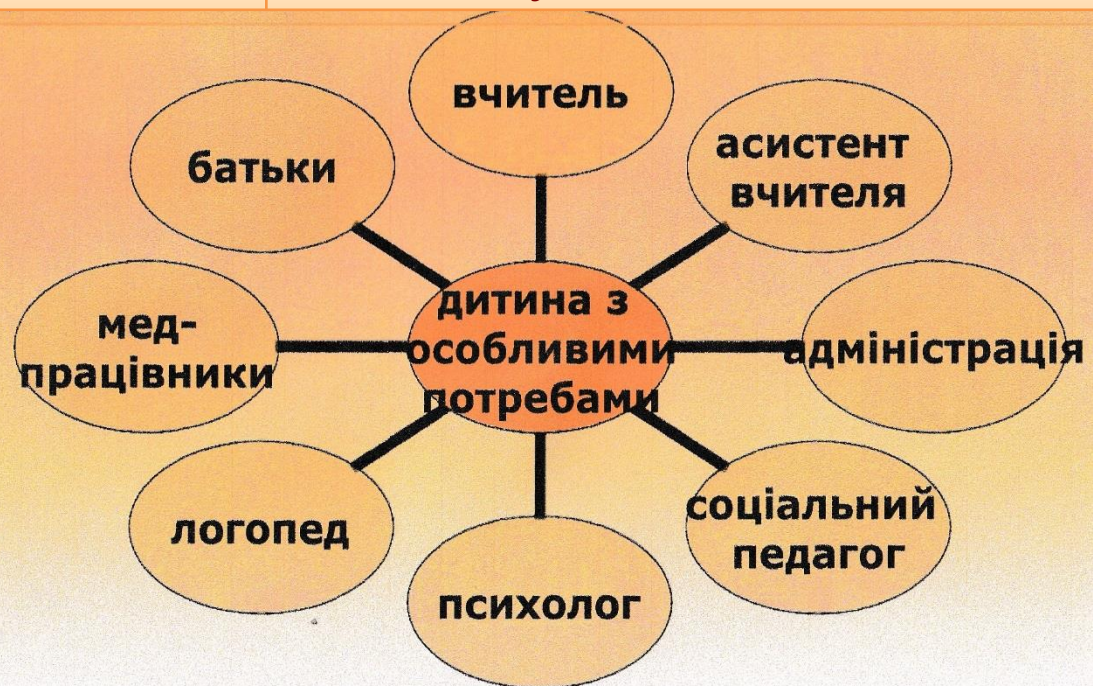 вчитель
асистент
вчителя
адміністрація
соціальний
педагог
психолог
логопед
мед-
працівники
батьки
дитина з
особливими
потребами